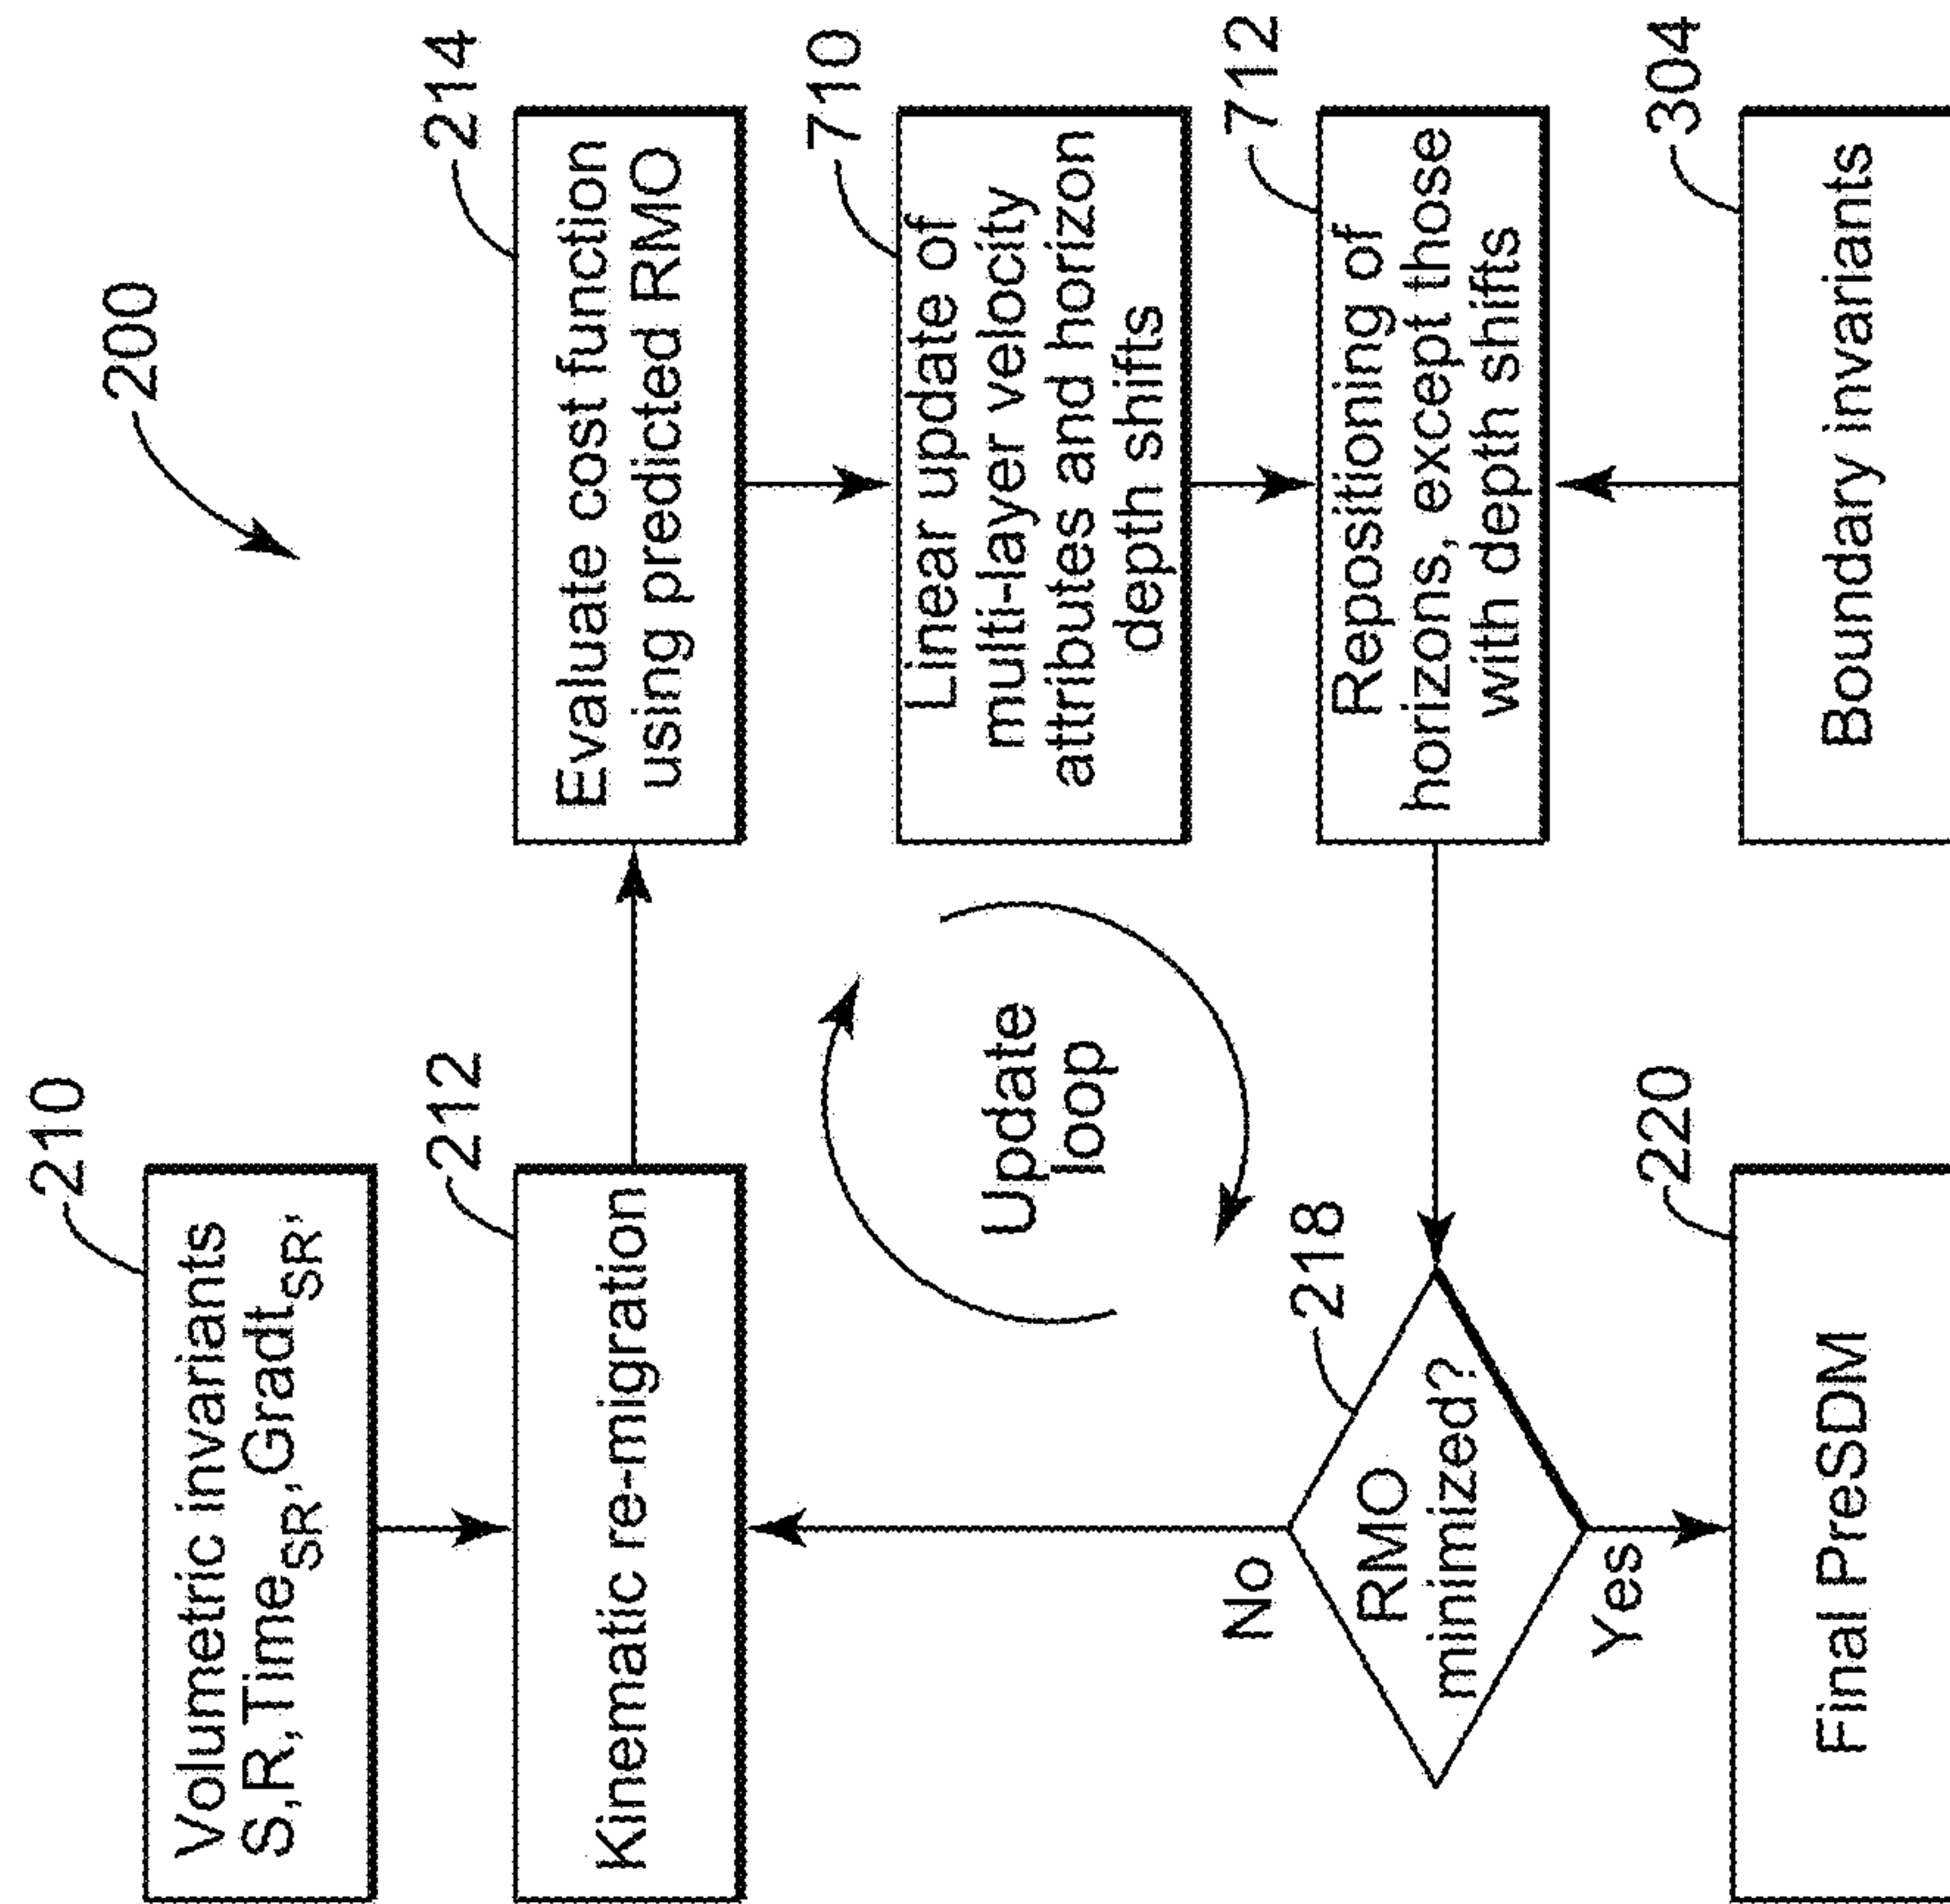 200
210
Volumetric invariants
S,R,Time_SR,Gradt_SR,
212
Kinematic re-migration
214
Evaluate cost function
using predicted RMO
710
Linear update of
multi-layer velocity
attributes and horizon
depth shifts
712
Repositioning of
horizons, except those
with depth shifts
304
Boundary invariants
Update
loop
218
RMO
minimized?
No
Yes
220
Final PreSDM